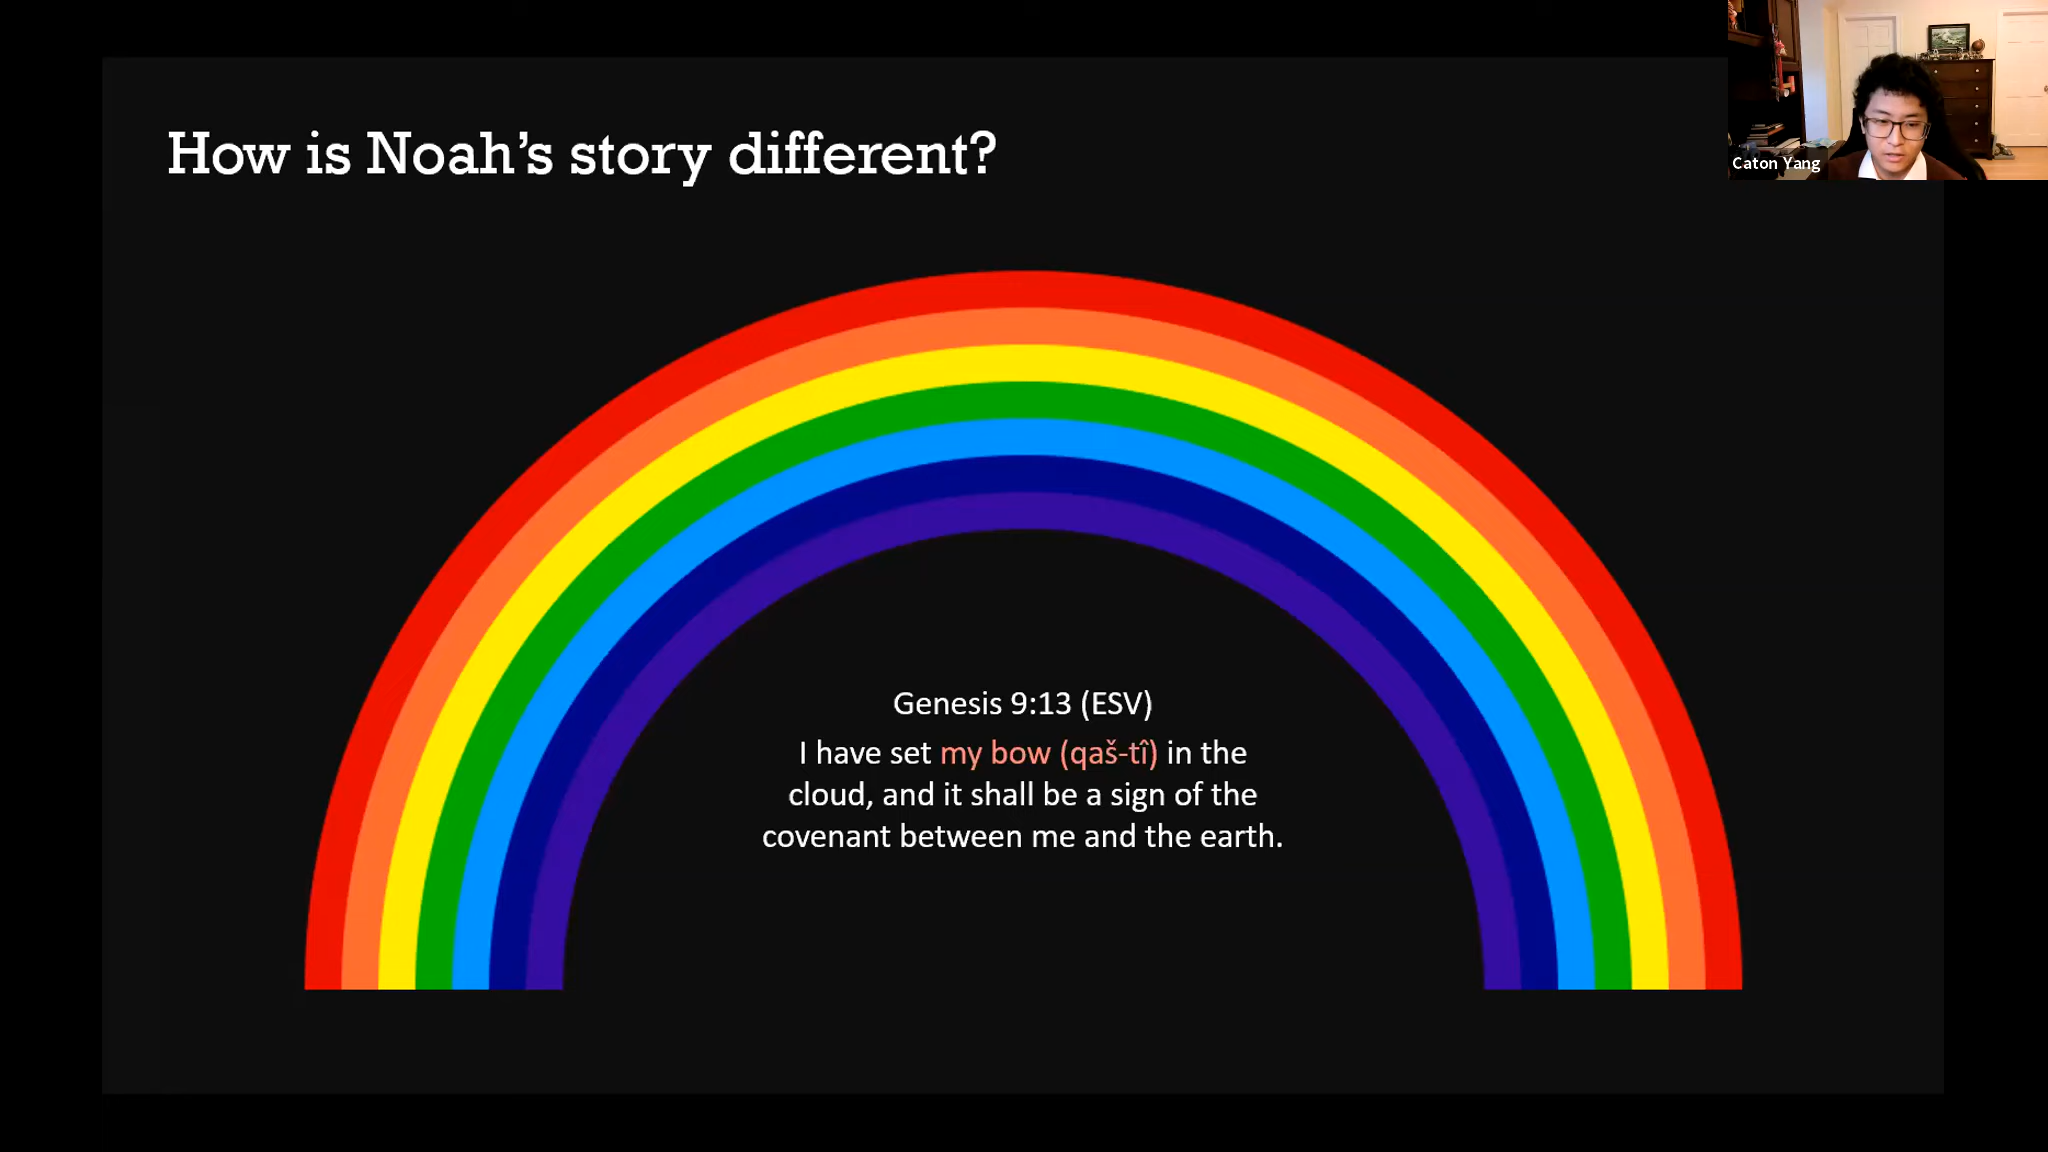 How is Noah’s story different?
Caton Yang
Genesis 9:13 (ESV)
I have set my bow (qaš-tî) in the
cloud, and it shall be a sign of the
covenant between me and the earth.